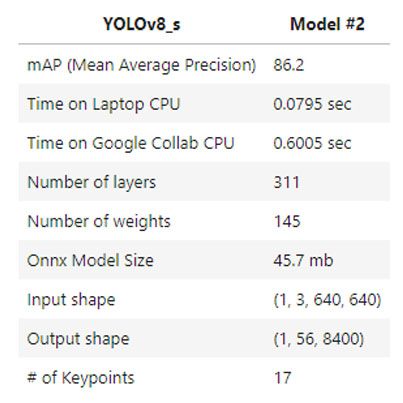 YOLOv8_s Model #2
mAP (Mean Average Precision) 86.2
Time on Laptop CPU 0.0795 sec
Time on Google Collab CPU 0.6005 sec
Number of layers 311
Number of weights 145
Onnx Model Size 45.7 mb
Input shape (1, 3, 640, 640)
Output shape (1, 56, 8400)
# of Keypoints 17